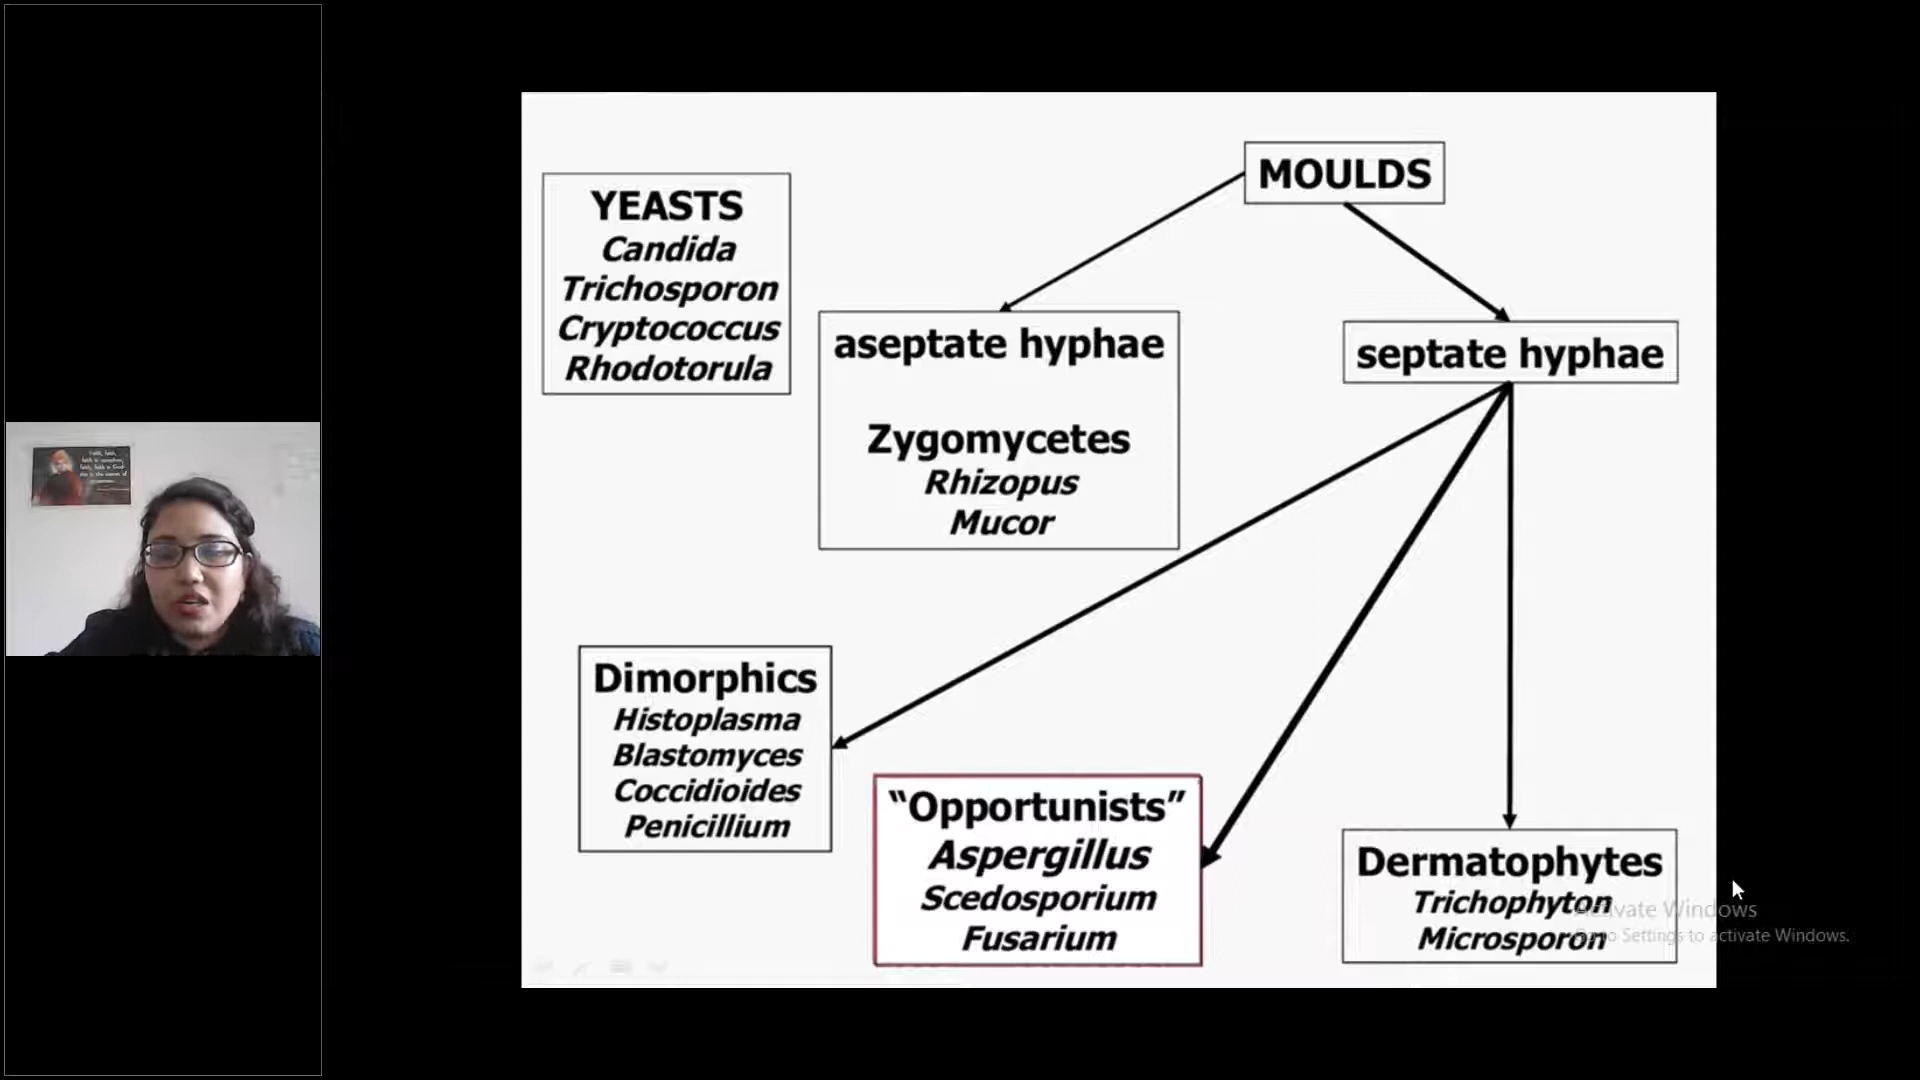 MOULDS
YEASTS
Candida
Trichosporon
Cryptococcus
Rhodotorula
aseptate hyphae
Zygomycetes
Rhizopus
Mucor
septate hyphae
Dimorphics
Histoplasma
Blastomyces
Coccidioides
Penicillium
“Opportunists”
Aspergillus
Scedosporium
Fusarium
Dermatophytes
Trichophyton
Microsporon
Activate Windows
Go to Settings to activate Windows.